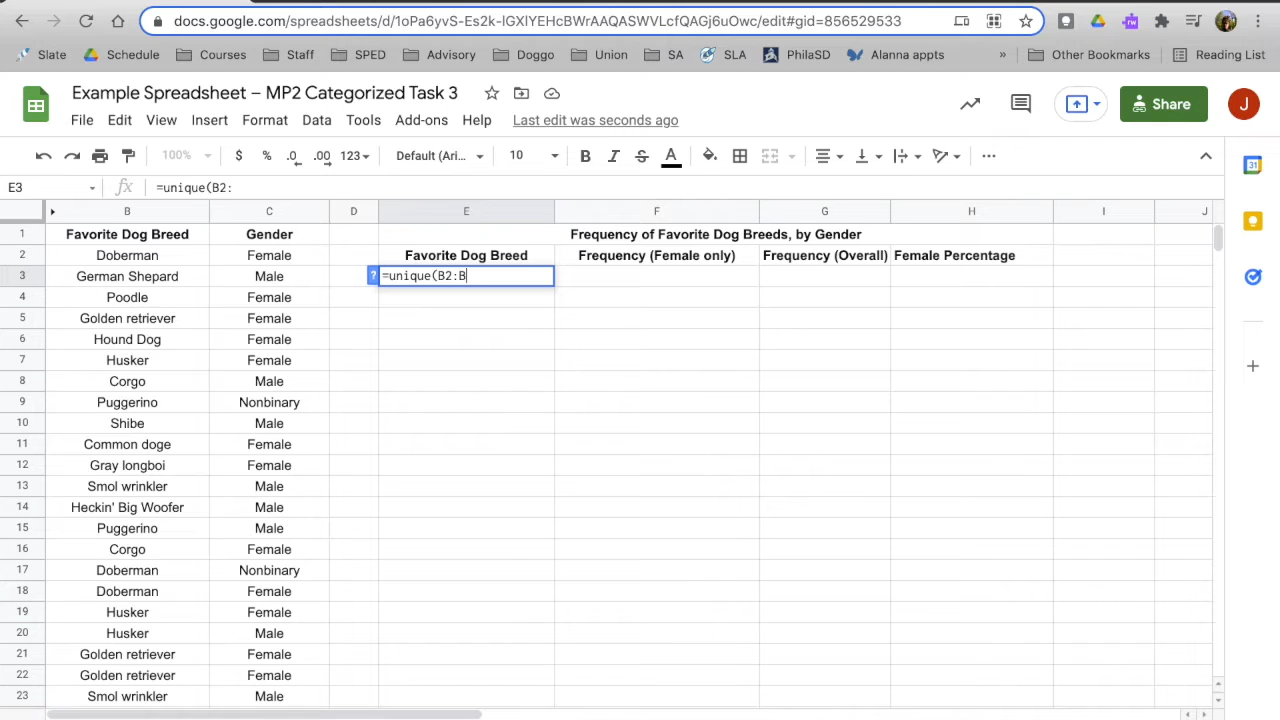 docs.google.com/spreadsheets/d/1oPa6yvS-Es2k-IGXlYEHcBWrAAQASWVLcfQAGj6uOwc/edit#gid=856529533
Slate Schedule Courses Staff SPED Advisory Doggo Union SA SLA PhilaSD Alanna appts » Other Bookmarks Reading List
Example Spreadsheet – MP2 Categorized Task 3
Share J
File Edit View Insert Format Data Tools Add-ons Help Last edit was seconds ago
100% $ % .0 .00 123 Default (Ari... 10 B I S A
E3 fx =unique(B2:
B C D E F G H I J
1 Favorite Dog Breed Gender Frequency of Favorite Dog Breeds, by Gender
2 Doberman Female Favorite Dog Breed Frequency (Female only) Frequency (Overall) Female Percentage
3 German Shepard Male ? =unique(B2:B
4 Poodle Female
5 Golden retriever Female
6 Hound Dog Female
7 Husker Female
8 Corgo Male
9 Puggerino Nonbinary
10 Shibe Male
11 Common doge Female
12 Gray longboi Female
13 Smol wrinkler Male
14 Heckin' Big Woofer Male
15 Puggerino Male
16 Corgo Female
17 Doberman Nonbinary
18 Doberman Female
19 Husker Female
20 Husker Male
21 Golden retriever Female
22 Golden retriever Female
23 Smol wrinkler Male
31